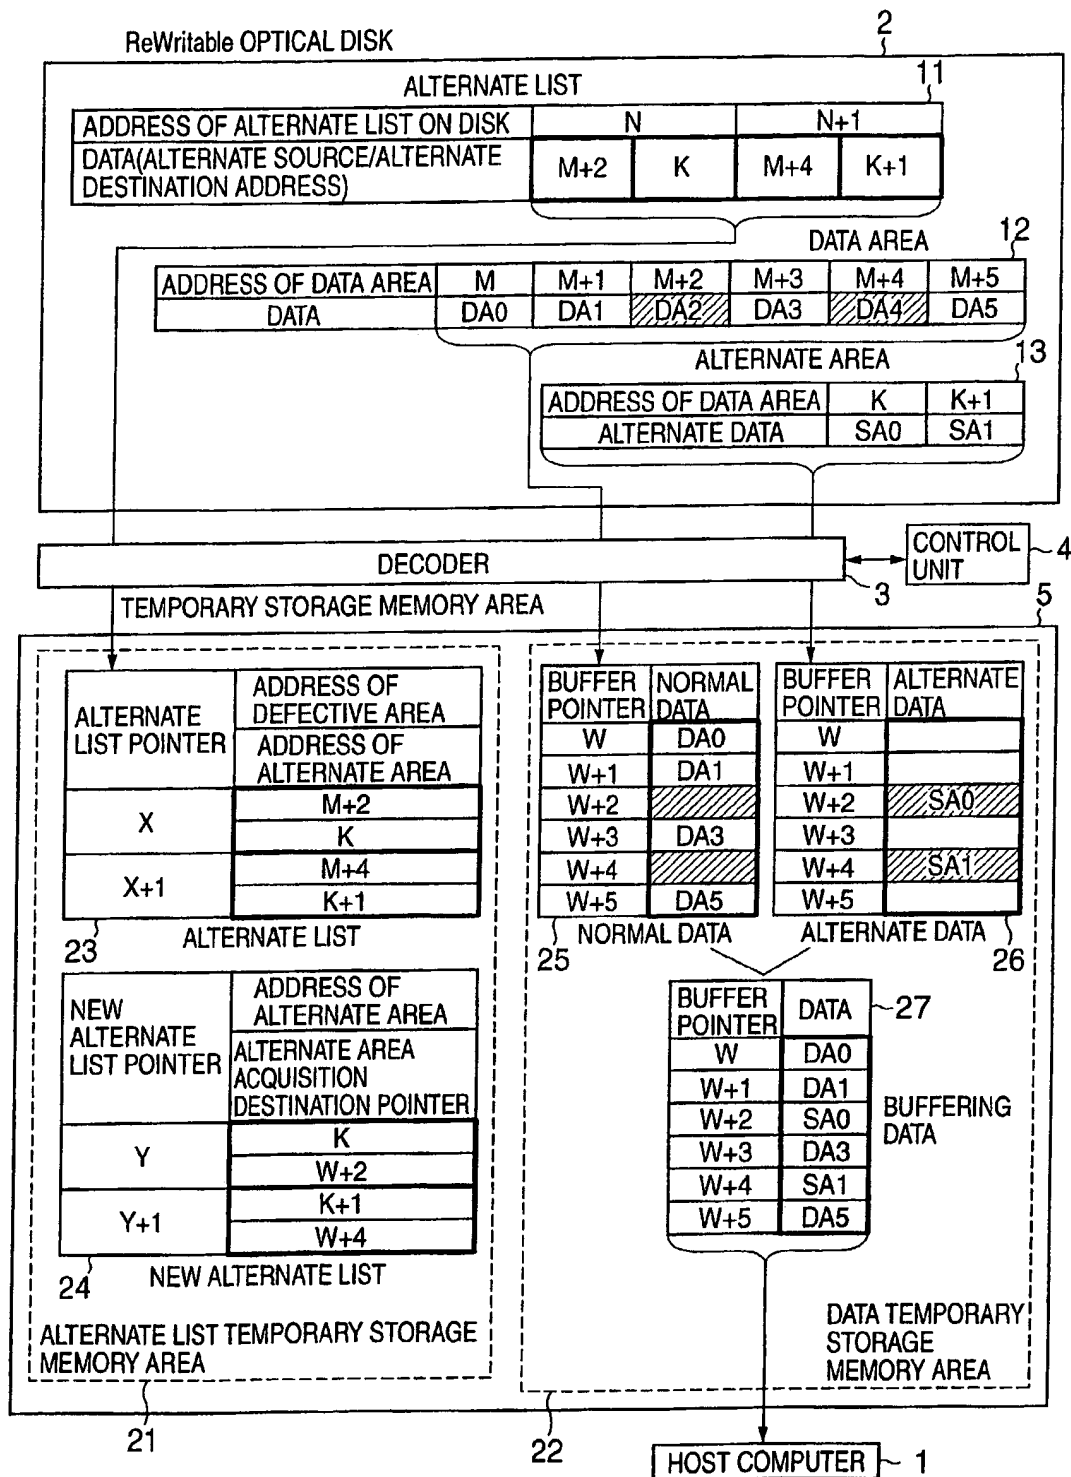 ReWritable OPTICAL DISK
2
ALTERNATE LIST
11
ADDRESS OF ALTERNATE LIST ON DISK N N+1
DATA(ALTERNATE SOURCE/ALTERNATE
DESTINATION ADDRESS)
M+2 K M+4 K+1
DATA AREA
12
ADDRESS OF DATA AREA M M+1 M+2 M+3 M+4 M+5
DATA DA0 DA1 DA2 DA3 DA4 DA5
ALTERNATE AREA
13
ADDRESS OF DATA AREA K K+1
ALTERNATE DATA SA0 SA1
DECODER
3
CONTROL
UNIT
4
TEMPORARY STORAGE MEMORY AREA
5
ALTERNATE
LIST POINTER
ADDRESS OF
DEFECTIVE AREA
ADDRESS OF
ALTERNATE AREA
X
M+2
K
X+1
M+4
K+1
23
ALTERNATE LIST
NEW
ALTERNATE
LIST POINTER
ADDRESS OF
ALTERNATE AREA
ALTERNATE AREA
ACQUISITION
DESTINATION POINTER
Y
K
W+2
Y+1
K+1
W+4
24
NEW ALTERNATE LIST
ALTERNATE LIST TEMPORARY STORAGE
MEMORY AREA
21
BUFFER
POINTER
NORMAL
DATA
W DA0
W+1 DA1
W+2
W+3 DA3
W+4
W+5 DA5
25
NORMAL DATA
BUFFER
POINTER
ALTERNATE
DATA
W
W+1
W+2 SA0
W+3
W+4 SA1
W+5
ALTERNATE DATA
26
BUFFER
POINTER
DATA
27
W DA0
W+1 DA1
W+2 SA0
W+3 DA3
W+4 SA1
W+5 DA5
BUFFERING
DATA
DATA TEMPORARY
STORAGE
MEMORY AREA
22
HOST COMPUTER
1